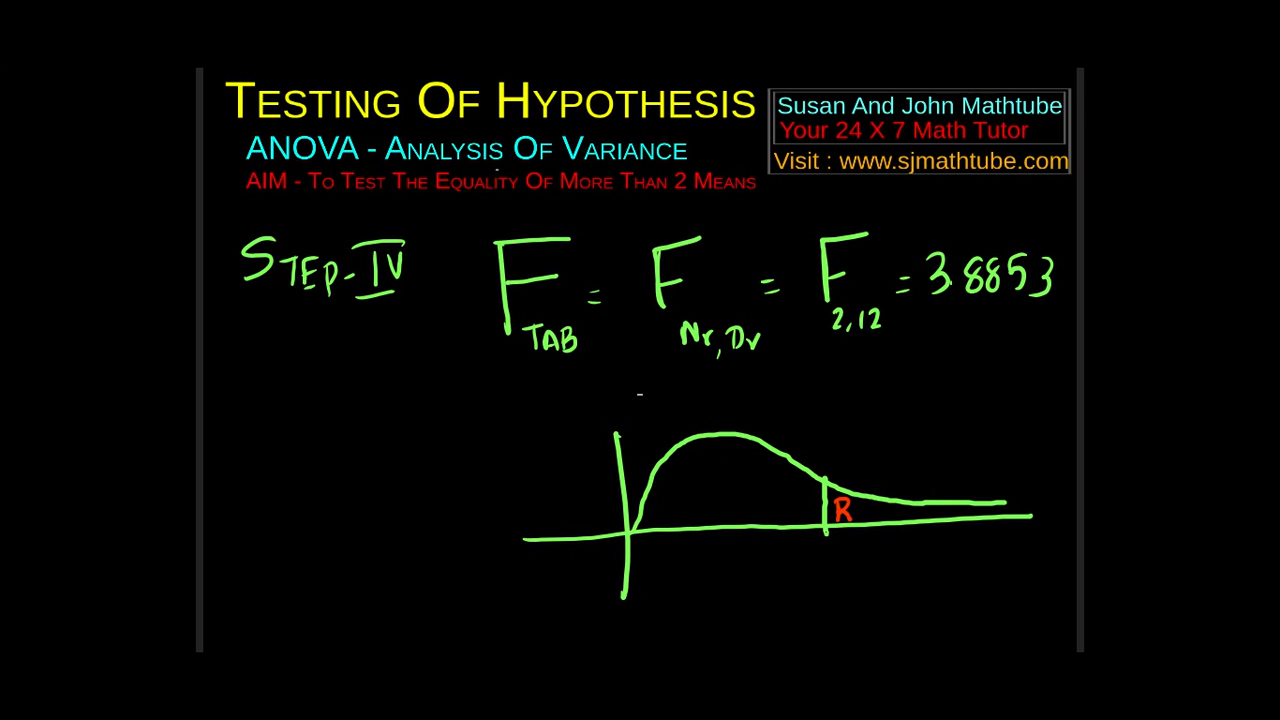 TESTING OF HYPOTHESIS
ANOVA - ANALYSIS OF VARIANCE
AIM - TO TEST THE EQUALITY OF MORE THAN 2 MEANS
Susan And John Mathtube
Your 24 X 7 Math Tutor
Visit : www.sjmathtube.com
STEP-IV F TAB = F Nr, Dr = F 2,12 = 3.8853
R